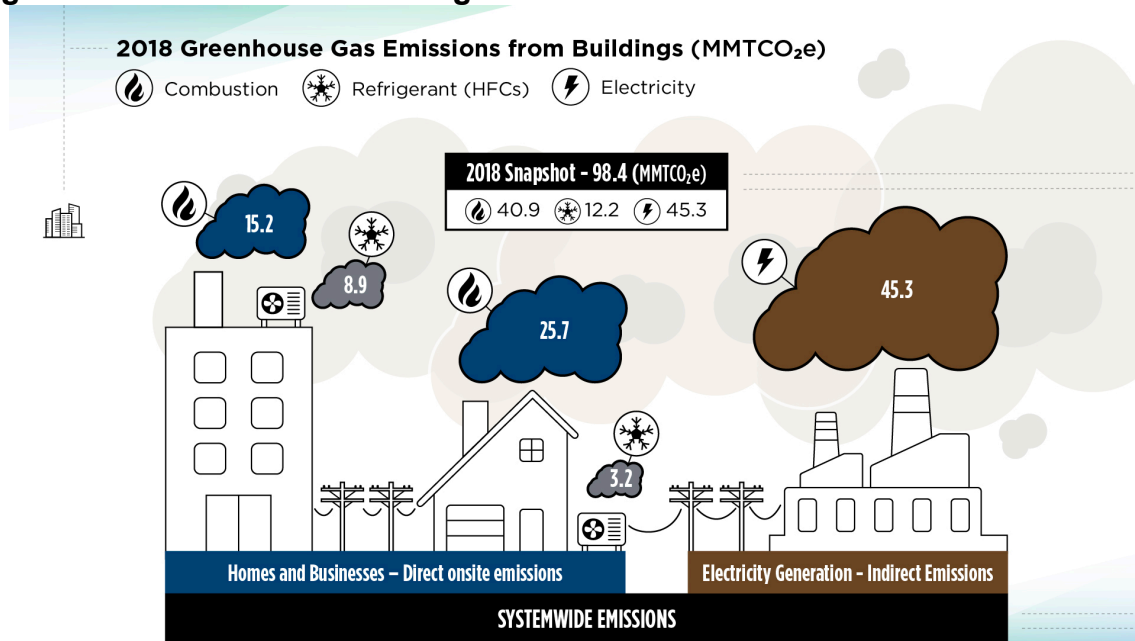 2018 Greenhouse Gas Emissions from Buildings (MMTCO₂e)
Combustion Refrigerant (HFCs) Electricity
2018 Snapshot - 98.4 (MMTCO₂e)
40.9 12.2 45.3
15.2
8.9
25.7
45.3
3.2
Homes and Businesses – Direct onsite emissions
Electricity Generation - Indirect Emissions
SYSTEMWIDE EMISSIONS